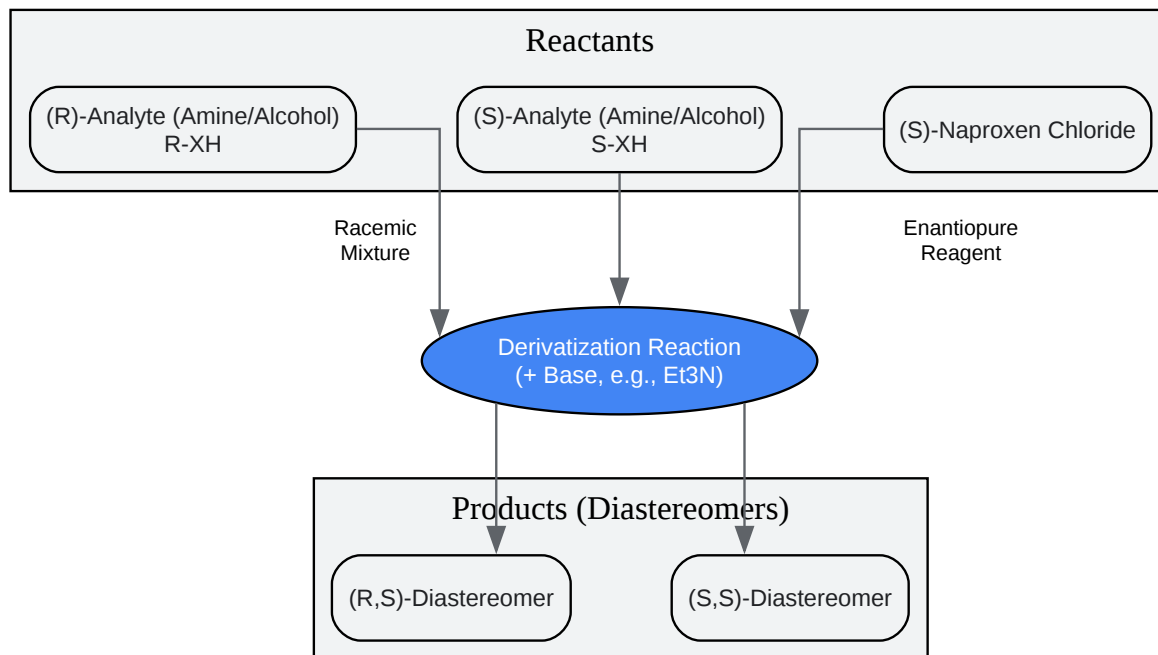 Reactants
(R)-Analyte (Amine/Alcohol)
R-XH
(S)-Analyte (Amine/Alcohol)
S-XH
(S)-Naproxen Chloride
Racemic
Mixture
Enantiopure
Reagent
Derivatization Reaction
(+ Base, e.g., Et3N)
Products (Diastereomers)
(R,S)-Diastereomer
(S,S)-Diastereomer